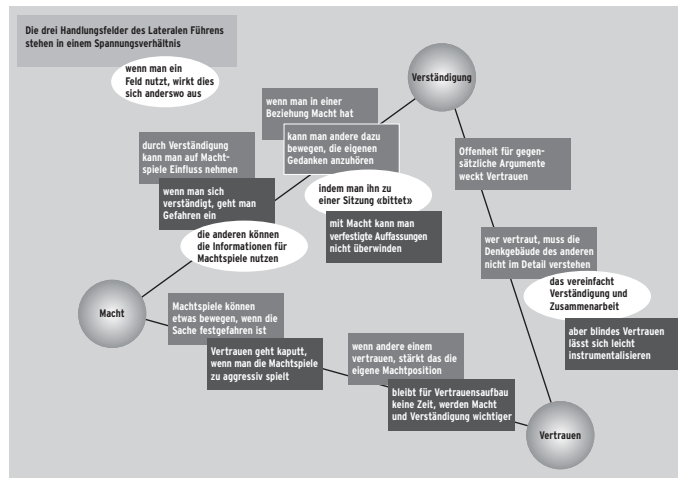 Die drei Handlungsfelder des Lateralen Führens
stehen in einem Spannungsverhältnis
wenn man ein
Feld nutzt, wirkt dies
sich anderswo aus
Verständigung
wenn man in einer
Beziehung Macht hat
kann man andere dazu
bewegen, die eigenen
Gedanken anzuhören
indem man ihn zu
einer Sitzung «bittet»
mit Macht kann man
verfestigte Auffassungen
nicht überwinden
durch Verständigung
kann man auf Macht-
spiele Einfluss nehmen
wenn man sich
verständigt, geht man
Gefahren ein
die anderen können
die Informationen für
Machtspiele nutzen
Offenheit für gegen-
sätzliche Argumente
weckt Vertrauen
wer vertraut, muss die
Denkgebäude des anderen
nicht im Detail verstehen
das vereinfacht
Verständigung und
Zusammenarbeit
aber blindes Vertrauen
lässt sich leicht
instrumentalisieren
Macht
Machtspiele können
etwas bewegen, wenn die
Sache festgefahren ist
Vertrauen geht kaputt,
wenn man die Machtspiele
zu aggressiv spielt
wenn andere einem
vertrauen, stärkt das die
eigene Machtposition
bleibt für Vertrauensaufbau
keine Zeit, werden Macht
und Verständigung wichtiger
Vertrauen